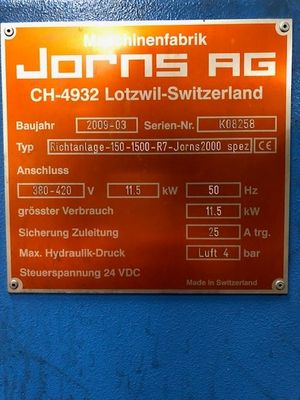 Maschinenfabrik
Jorns AG
CH-4932 Lotzwil-Switzerland
Baujahr 2009-03 Serien-Nr. K08258
Typ Richtanlage-150-1500-R7-Jorns2000 spez CE
Anschluss
380-420 V 11.5 kW 50 Hz
grösster Verbrauch 11.5 kW
Sicherung Zuleitung 25 A trg.
Max. Hydraulik-Druck Luft 4 bar
Steuerspannung 24 VDC
Made in Switzerland